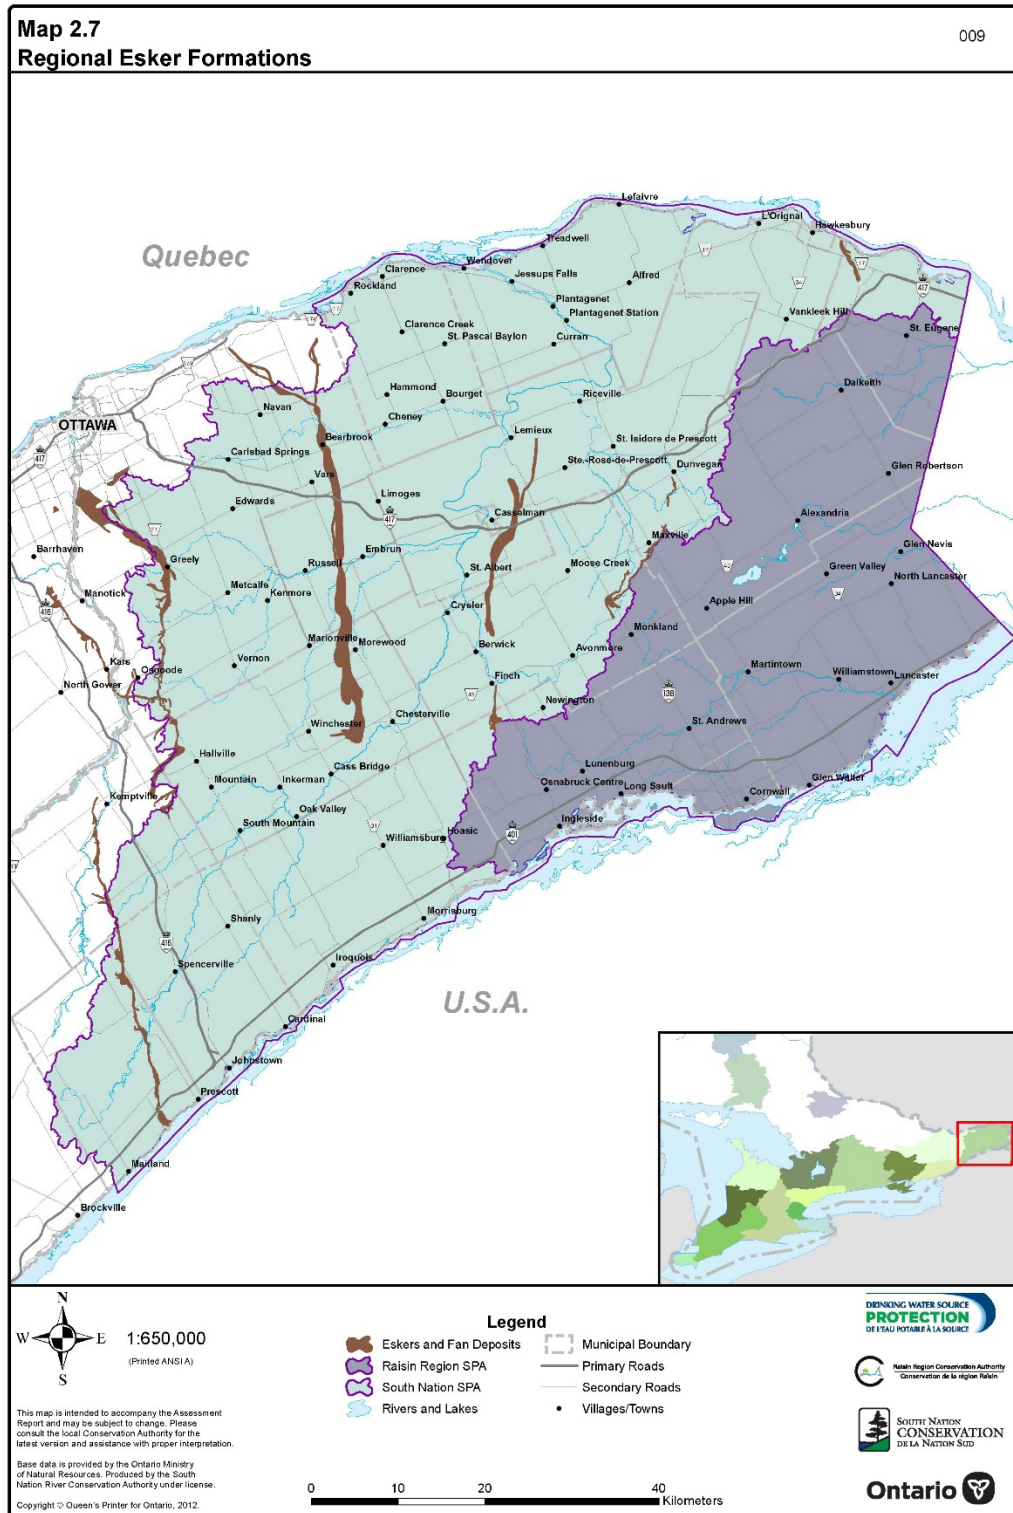 Map 2.7
009
Regional Esker Formations
Lefaivre
L'Orignal
Hawkesbury
Treadwell
Quebec
Wendover
Clarence
Jessups Falls
Alfred
Rockland
417
Plantagenet
Plantagenet Station
Vankleek Hill
Clarence Creek
St. Pascal Baylon
Curran
St. Eugene
Hammond
Dalkeith
Bourget
Riceville
Navan
Cheney
OTTAWA
Lemieux
Bearbrook
St. Isidore de Prescott
417
Carlsbad Springs
Ste.-Rose-de-Prescott
Dunvegan
Glen Robertson
Vars
Limoges
Edwards
417
Casselman
Alexandria
Maxville
Barrhaven
Embrun
Glen Nevis
Greely
Russell
St. Albert
Moose Creek
Green Valley
North Lancaster
Metcalfe
Kenmore
Manotick
416
Crysler
Apple Hill
34
Monkland
Marionville
Morewood
Berwick
Avonmore
Kars
Vernon
Martintown
Osgoode
Williamstown
Lancaster
North Gower
Finch
43
138
Newington
Chesterville
St. Andrews
Winchester
Hallville
Lunenburg
Cass Bridge
Mountain
Inkerman
Osnabruck Centre
Long Sault
Glen Walter
Kemptville
Cornwall
Oak Valley
South Mountain
31
Ingleside
Williamsburg
Hoasic
401
Morrisburg
Shanly
416
Iroquois
Spencerville
U.S.A.
Cardinal
Johnstown
Prescott
Maitland
Brockville
N
W
E
S
1:650,000
(Printed ANSI A)
Legend
Eskers and Fan Deposits
Municipal Boundary
Raisin Region SPA
Primary Roads
South Nation SPA
Secondary Roads
Rivers and Lakes
Villages/Towns
DRINKING WATER SOURCE
PROTECTION
DE L'EAU POTABLE À LA SOURCE
Raisin Region Conservation Authority
Conservation de la région Raisin
SOUTH NATION
CONSERVATION
DE LA NATION SUD
Ontario
This map is intended to accompany the Assessment
Report and may be subject to change. Please
consult the local Conservation Authority for the
latest version and assistance with proper interpretation.
Base data is provided by the Ontario Ministry
of Natural Resources. Produced by the South
Nation River Conservation Authority under license.
Copyright © Queen's Printer for Ontario, 2012.
0
10
20
40
Kilometers